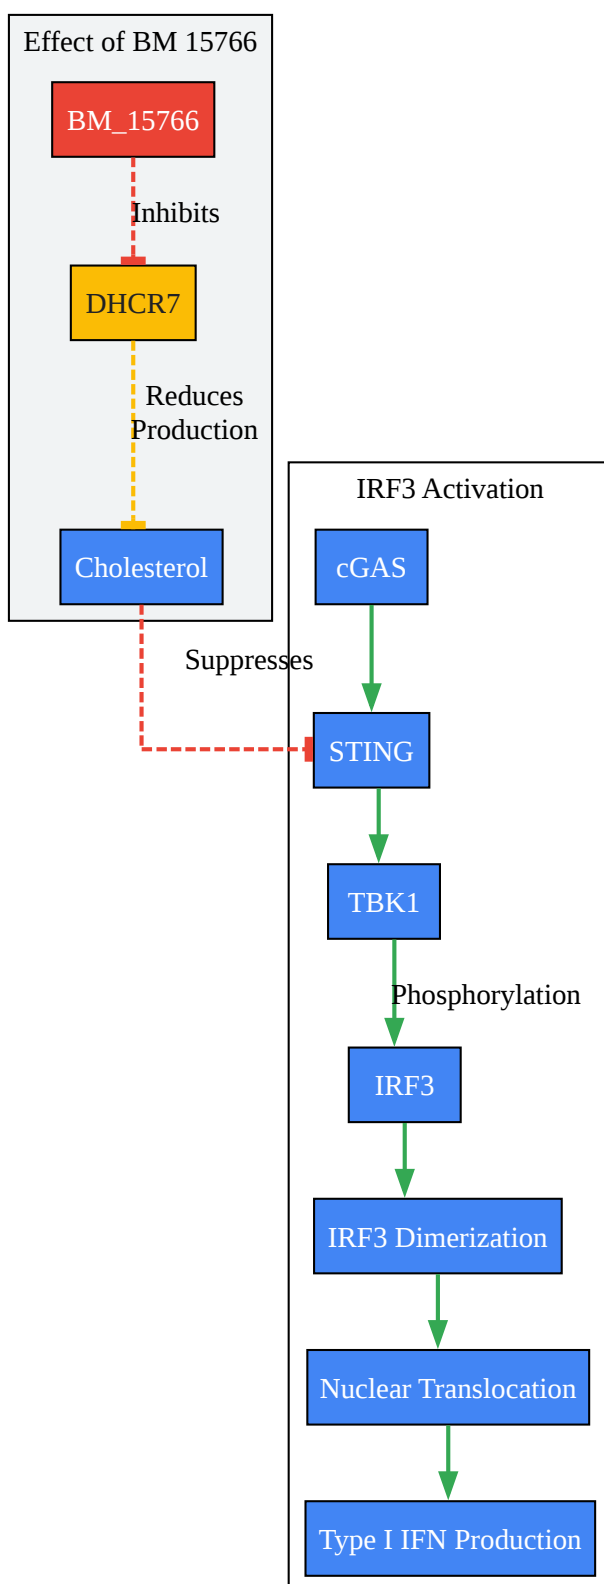 Effect of BM 15766
BM_15766
Inhibits
DHCR7
Reduces
Production
Cholesterol
Suppresses
IRF3 Activation
cGAS
STING
TBK1
Phosphorylation
IRF3
IRF3 Dimerization
Nuclear Translocation
Type I IFN Production